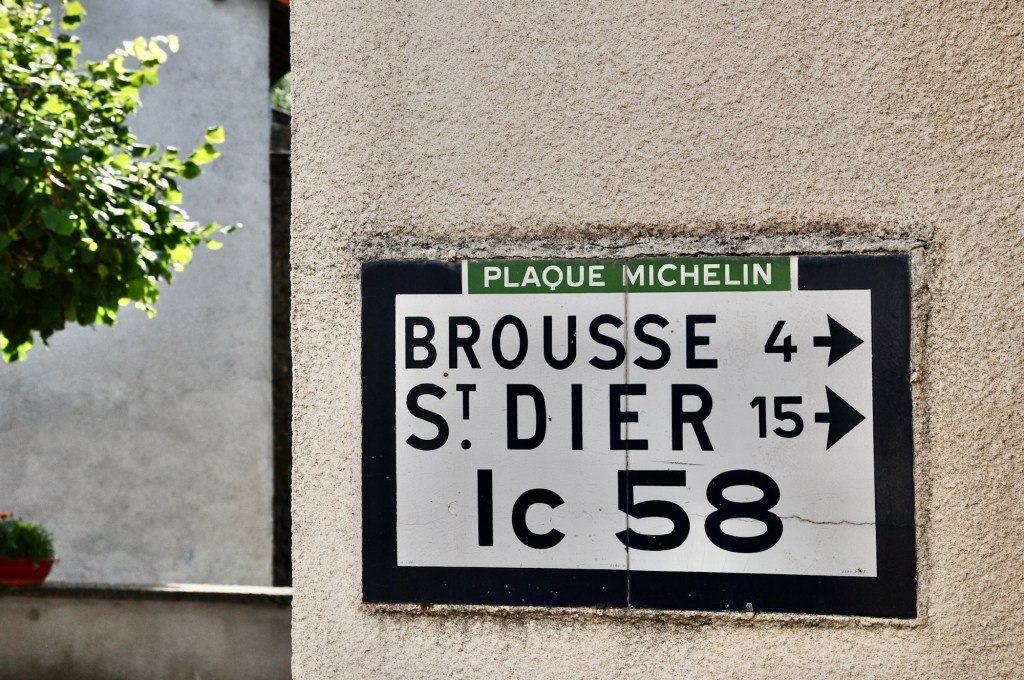 PLAQUE MICHELIN
BROUSSE 4
ST. DIER 15
Ic 58